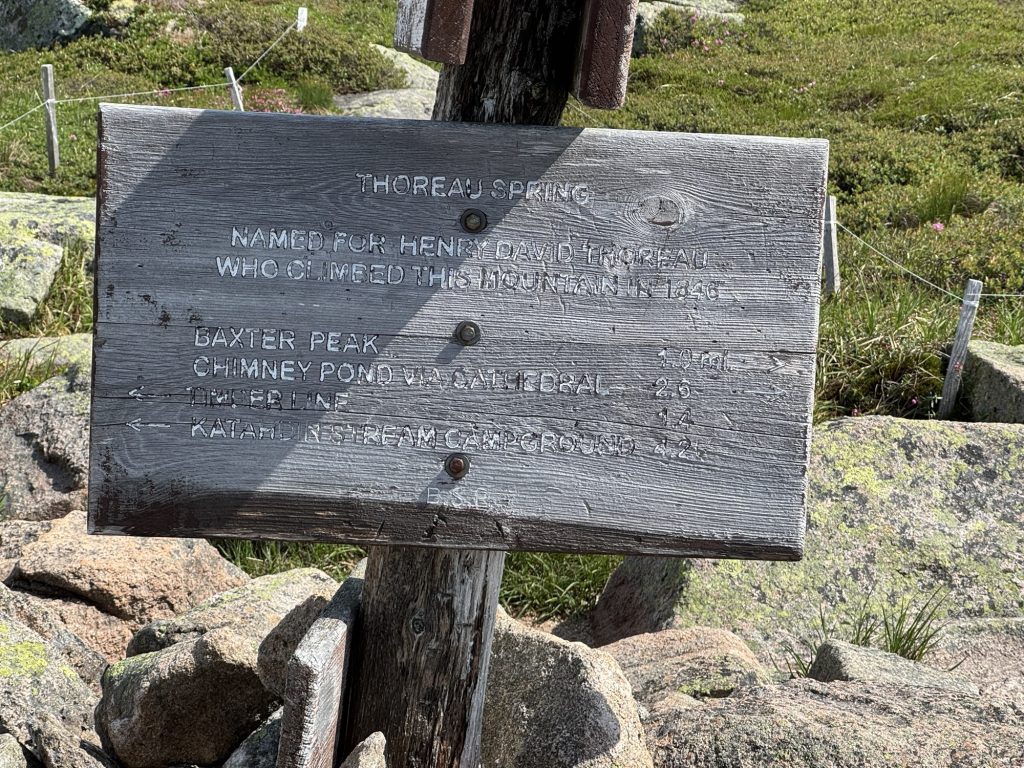 THOREAU SPRING
NAMED FOR HENRY DAVID THOREAU
WHO CLIMBED THIS MOUNTAIN IN 1846
BAXTER PEAK 1.0 mi. →
CHIMNEY POND VIA CATHEDRAL 2.6 →
← TIMBER LINE 1.4
← KATAHDIN STREAM CAMPGROUND 4.2
B.S.P.